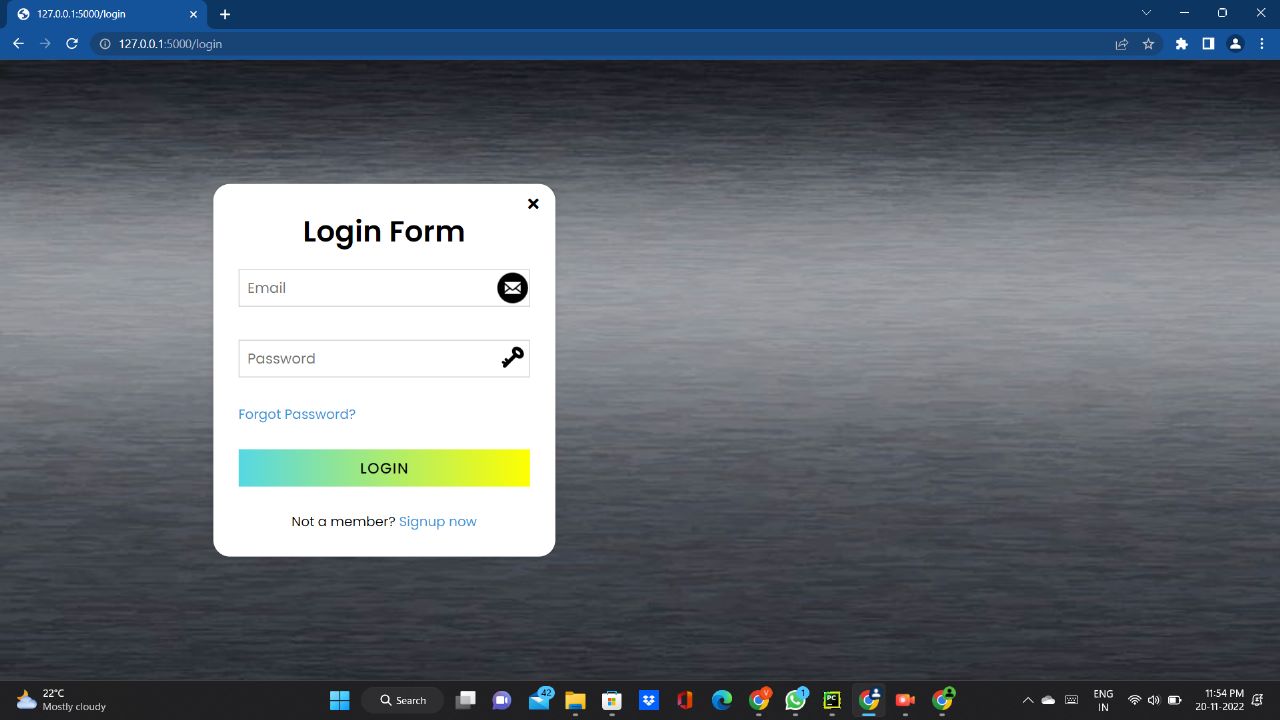 127.0.0.1:5000/login
127.0.0.1:5000/login
Login Form
Email
Password
Forgot Password?
LOGIN
Not a member? Signup now
22°C
Mostly cloudy
Search
42
V
1
PC
ENG
IN
11:54 PM
20-11-2022